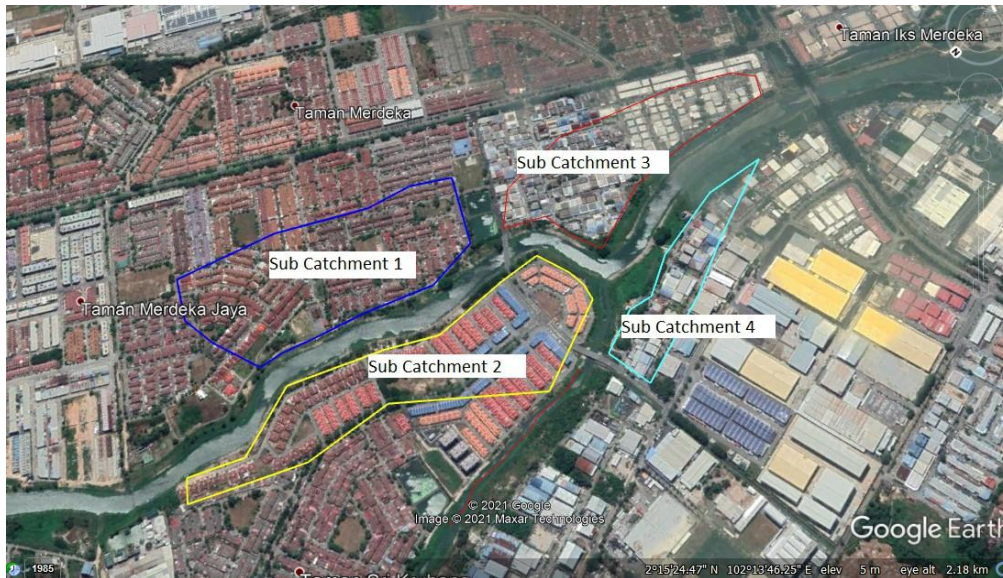 Taman Iks Merdeka
N
Taman Merdeka
Sub Catchment 3
Sub Catchment 1
Taman Merdeka Jaya
Sub Catchment 4
Sub Catchment 2
© 2021 Google
Image © 2021 Maxar Technologies
Google Earth
1985
2°15'24.47" N 102°13'46.25" E elev 5 m eye alt 2.18 km